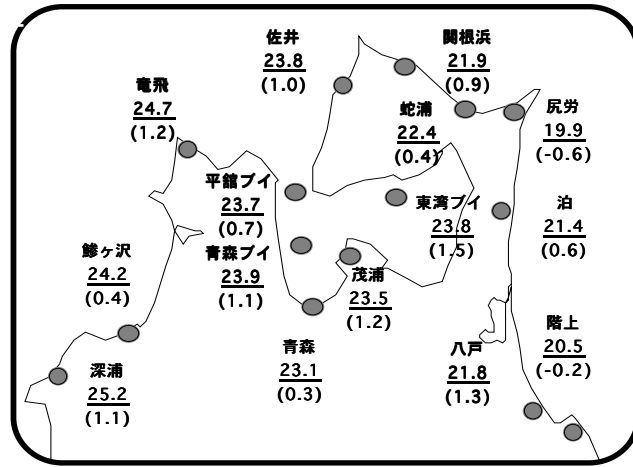 佐井
23.8
(1.0)
関根浜
21.9
(0.9)
竜飛
24.7
(1.2)
蛇浦
22.4
(0.4)
尻労
19.9
(-0.6)
平舘ブイ
23.7
(0.7)
東湾ブイ
23.8
(1.5)
泊
21.4
(0.6)
鰺ヶ沢
24.2
(0.4)
青森ブイ
23.9
(1.1)
茂浦
23.5
(1.2)
階上
20.5
(-0.2)
深浦
25.2
(1.1)
青森
23.1
(0.3)
八戸
21.8
(1.3)